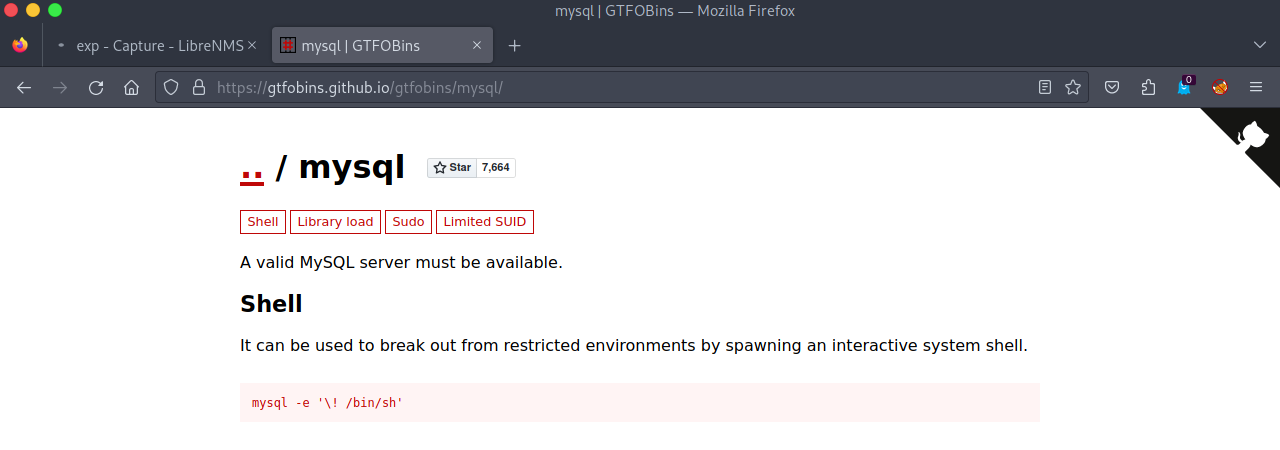 mysql | GTFOBins — Mozilla Firefox
exp - Capture - LibreNMS
mysql | GTFOBins
https://gtfobins.github.io/gtfobins/mysql/
0
.. / mysql
Star 7,664
Shell Library load Sudo Limited SUID
A valid MySQL server must be available.
Shell
It can be used to break out from restricted environments by spawning an interactive system shell.
mysql -e '\! /bin/sh'